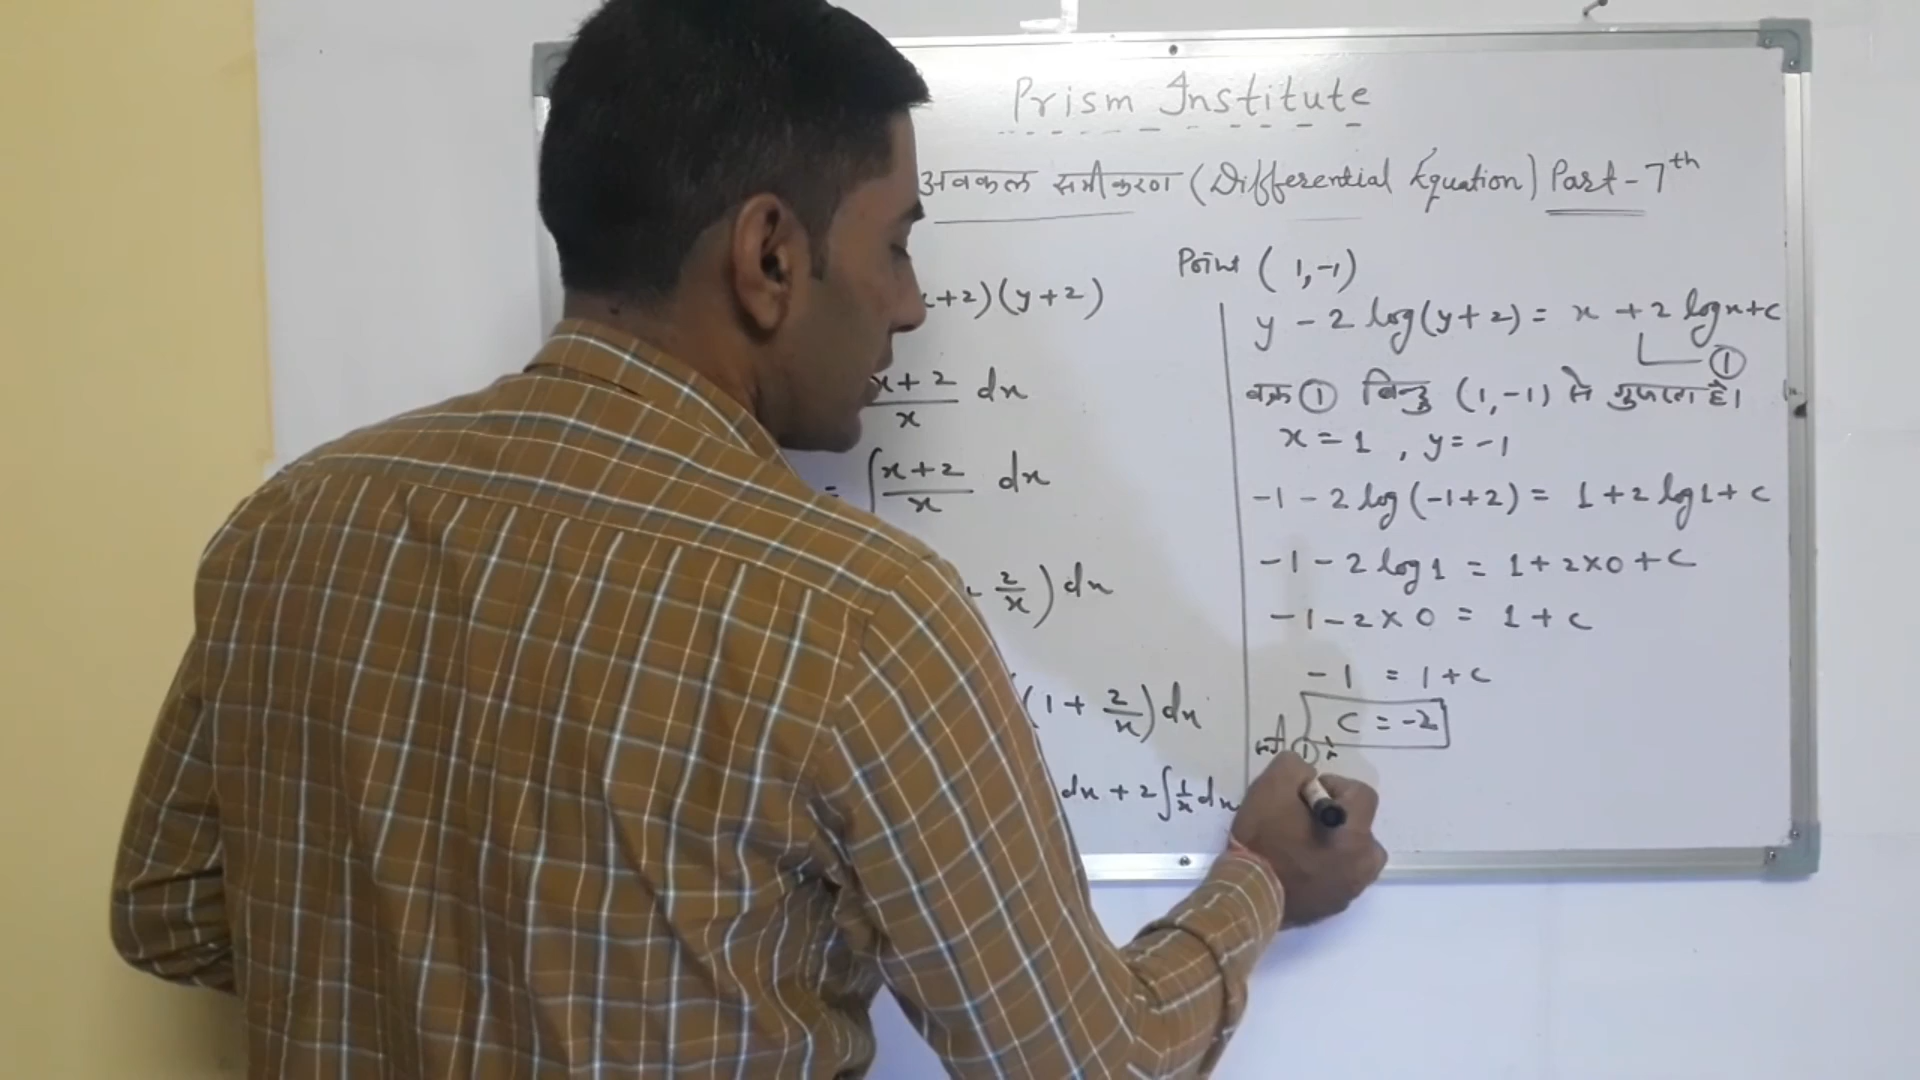 Prism Institute
अवकल समीकरण (Differential Equation) Part-7th
x+2)(y+2)
x+2/x dx
= ∫ x+2/x dx
2/x) dx
(1 + 2/x) dx
dx + 2∫ 1/x dx
Point (1,-1)
y - 2 log(y+2) = x + 2 log x + c
①
वक्र ① बिन्दु (1,-1) से गुजरता है।
x = 1 , y = -1
-1 - 2 log (-1+2) = 1 + 2 log 1 + c
-1 - 2 log 1 = 1 + 2×0 + c
-1 - 2 × 0 = 1 + c
-1 = 1 + c
c = -2
① में